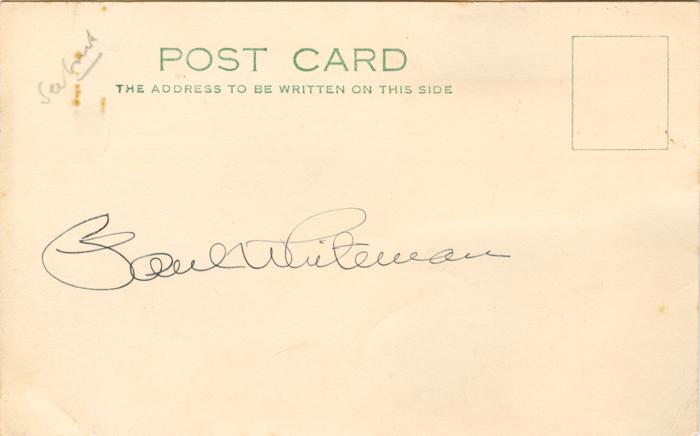 POST CARD
THE ADDRESS TO BE WRITTEN ON THIS SIDE
Paul Whiteman